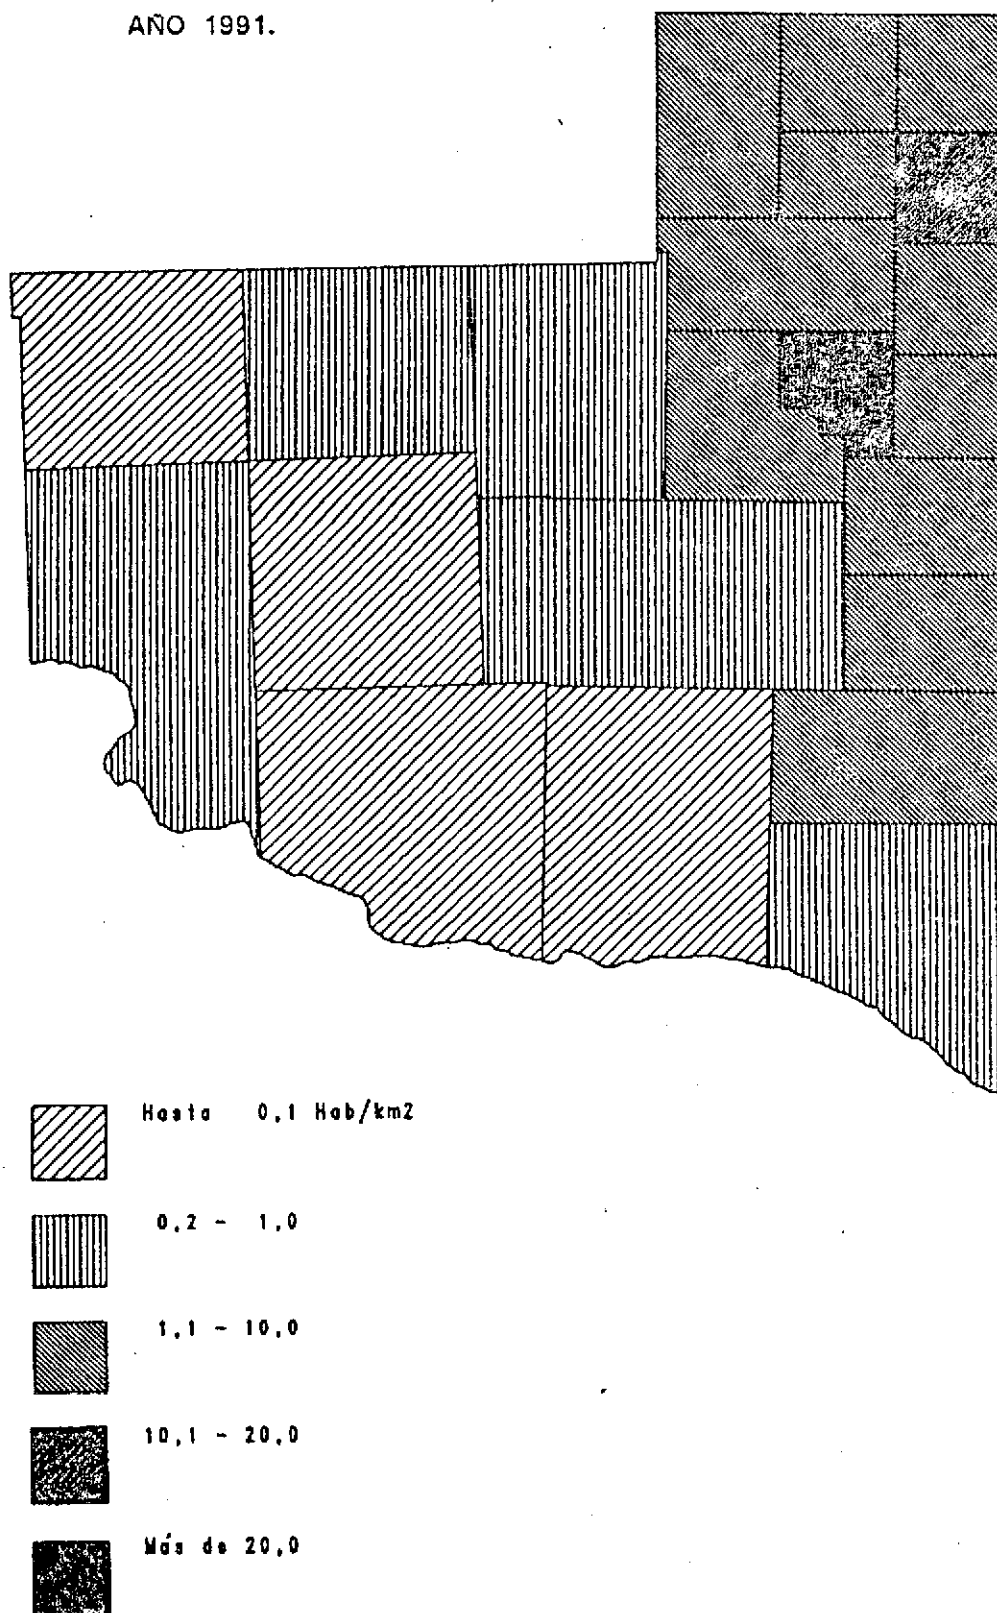 AÑO 1991.
Hasta 0,1 Hab/km2
0,2 - 1,0
1,1 - 10,0
10,1 - 20,0
Más de 20,0